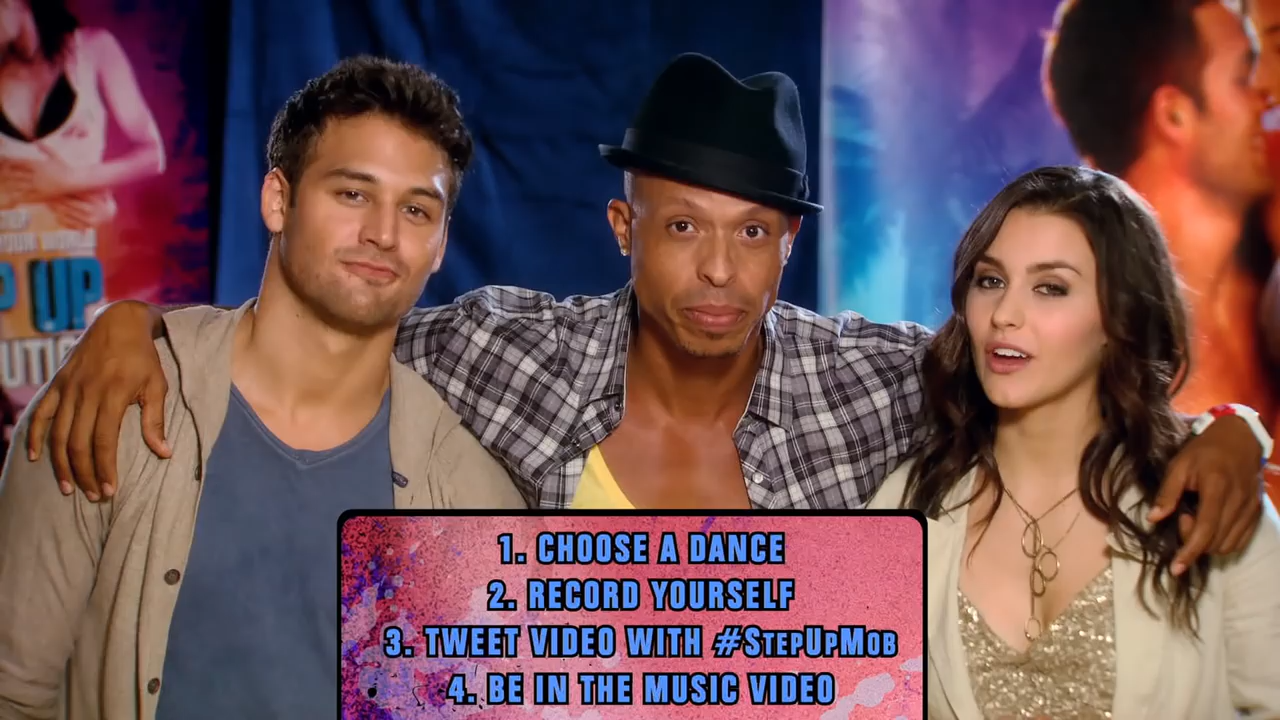 P UP
1. CHOOSE A DANCE
2. RECORD YOURSELF
3. TWEET VIDEO WITH #STEPUPMOB
4. BE IN THE MUSIC VIDEO